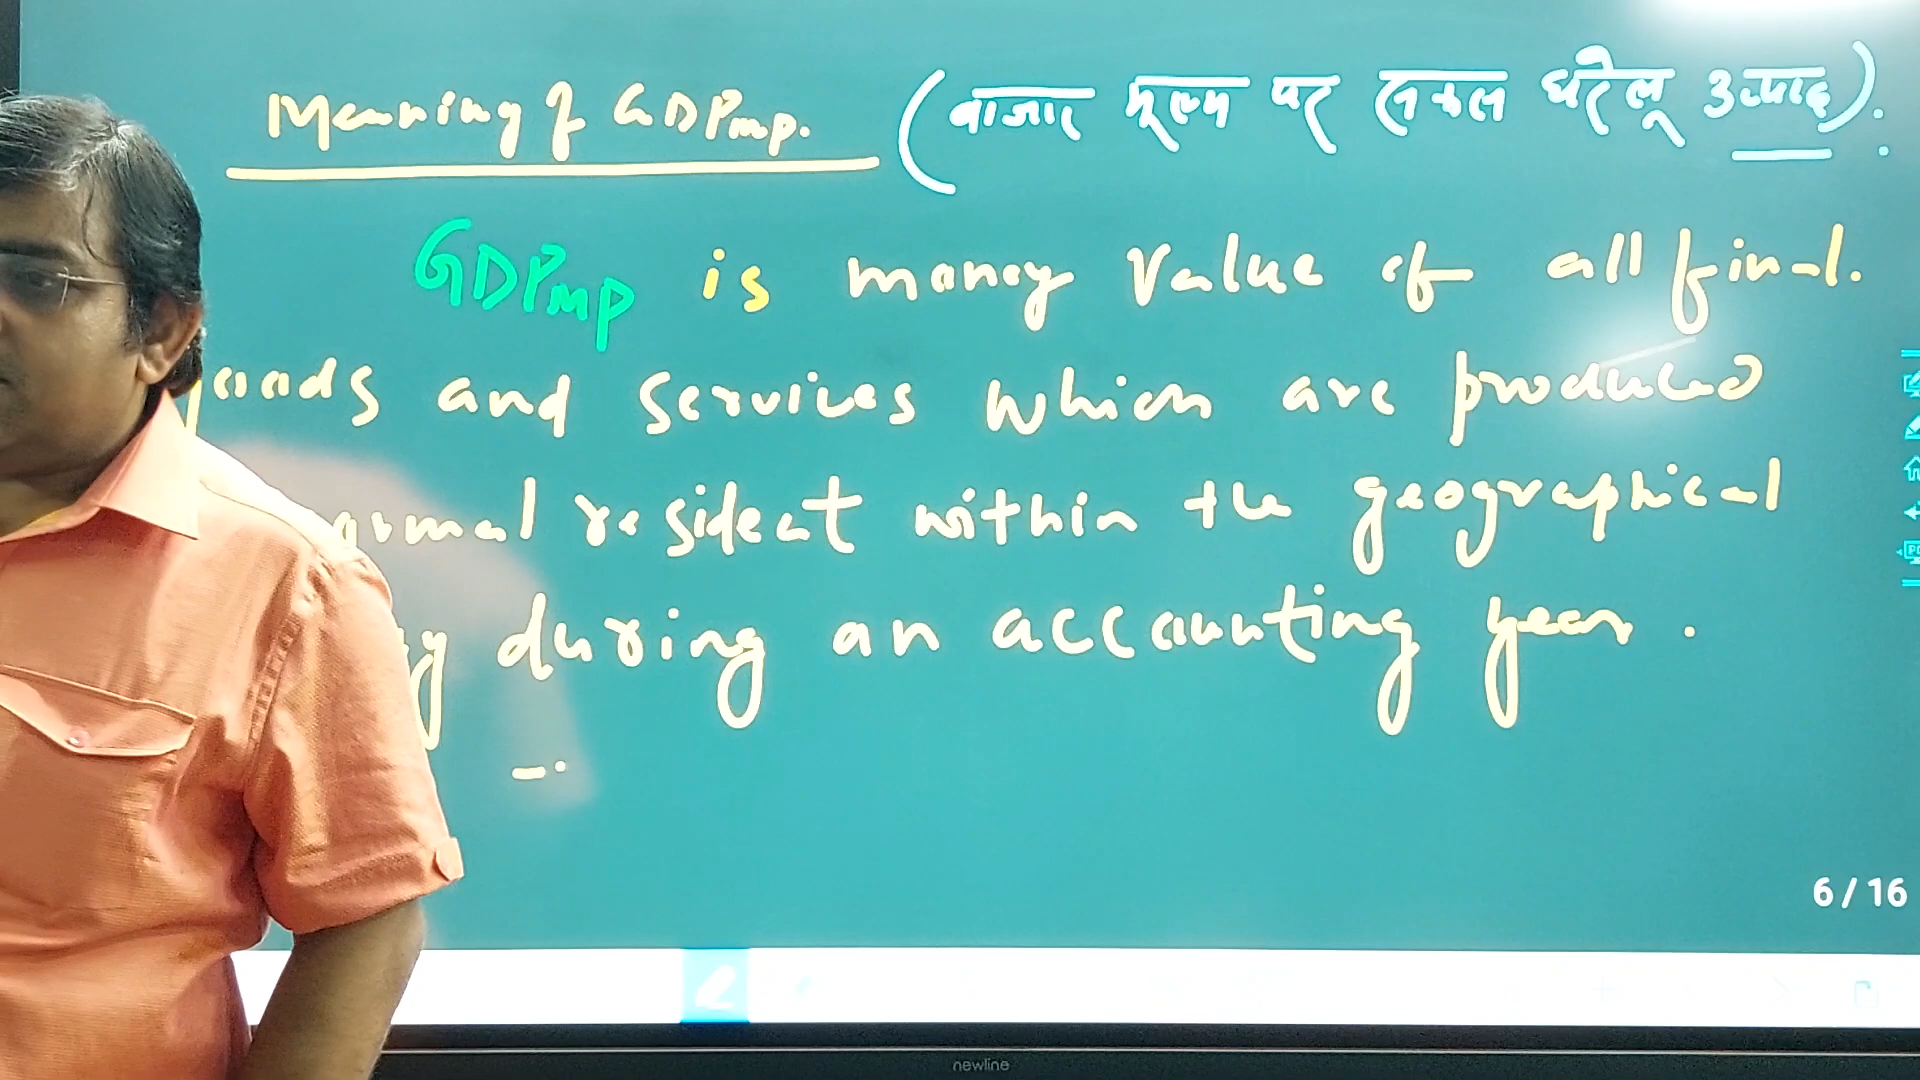 Meaning of GDPmp. (बाजार मूल्य पर सकल घरेलू उत्पाद).
GDPmp is money value of all final.
goods and services which are produced
resident within the geographical
during an accounting year.
6 / 16
newline